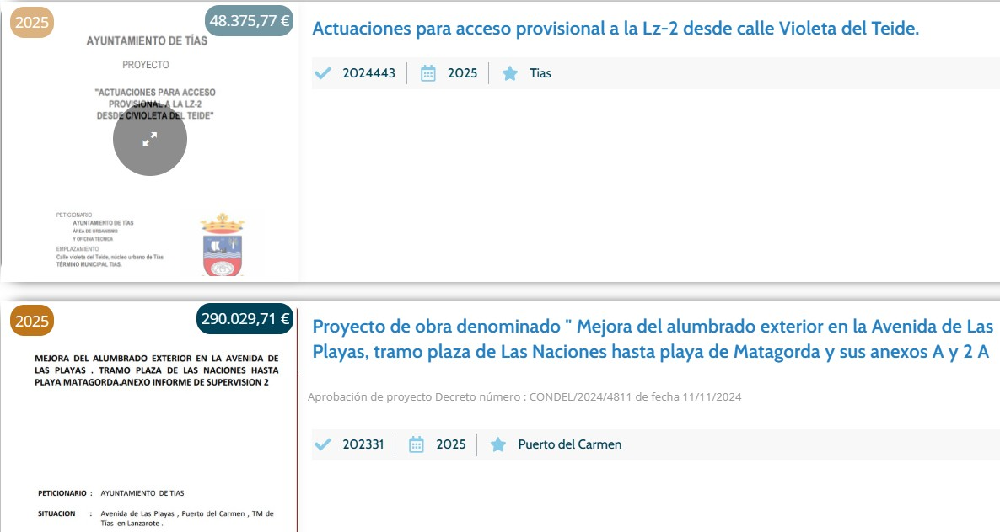 2025
48.375,77 €
AYUNTAMIENTO DE TÍAS
PROYECTO
"ACTUACIONES PARA ACCESO
PROVISIONAL A LA LZ-2
DESDE C/VIOLETA DEL TEIDE"
PETICIONARIO
AYUNTAMIENTO DE TÍAS
ÁREA DE URBANISMO
Y OFICINA TÉCNICA
EMPLAZAMIENTO
Calle violeta del Teide, núcleo urbano de Tías
TÉRMINO MUNICIPAL TIAS.
Actuaciones para acceso provisional a la Lz-2 desde calle Violeta del Teide.
2024443 2025 Tias
2025
290.029,71 €
MEJORA DEL ALUMBRADO EXTERIOR EN LA AVENIDA DE
LAS PLAYAS . TRAMO PLAZA DE LAS NACIONES HASTA
PLAYA MATAGORDA.ANEXO INFORME DE SUPERVISION 2
PETICIONARIO : AYUNTAMIENTO DE TIAS
SITUACION : Avenida de Las Playas , Puerto del Carmen , TM de
Tías en Lanzarote .
Proyecto de obra denominado " Mejora del alumbrado exterior en la Avenida de Las
Playas, tramo plaza de Las Naciones hasta playa de Matagorda y sus anexos A y 2 A
Aprobación de proyecto Decreto número : CONDEL/2024/4811 de fecha 11/11/2024
202331 2025 Puerto del Carmen